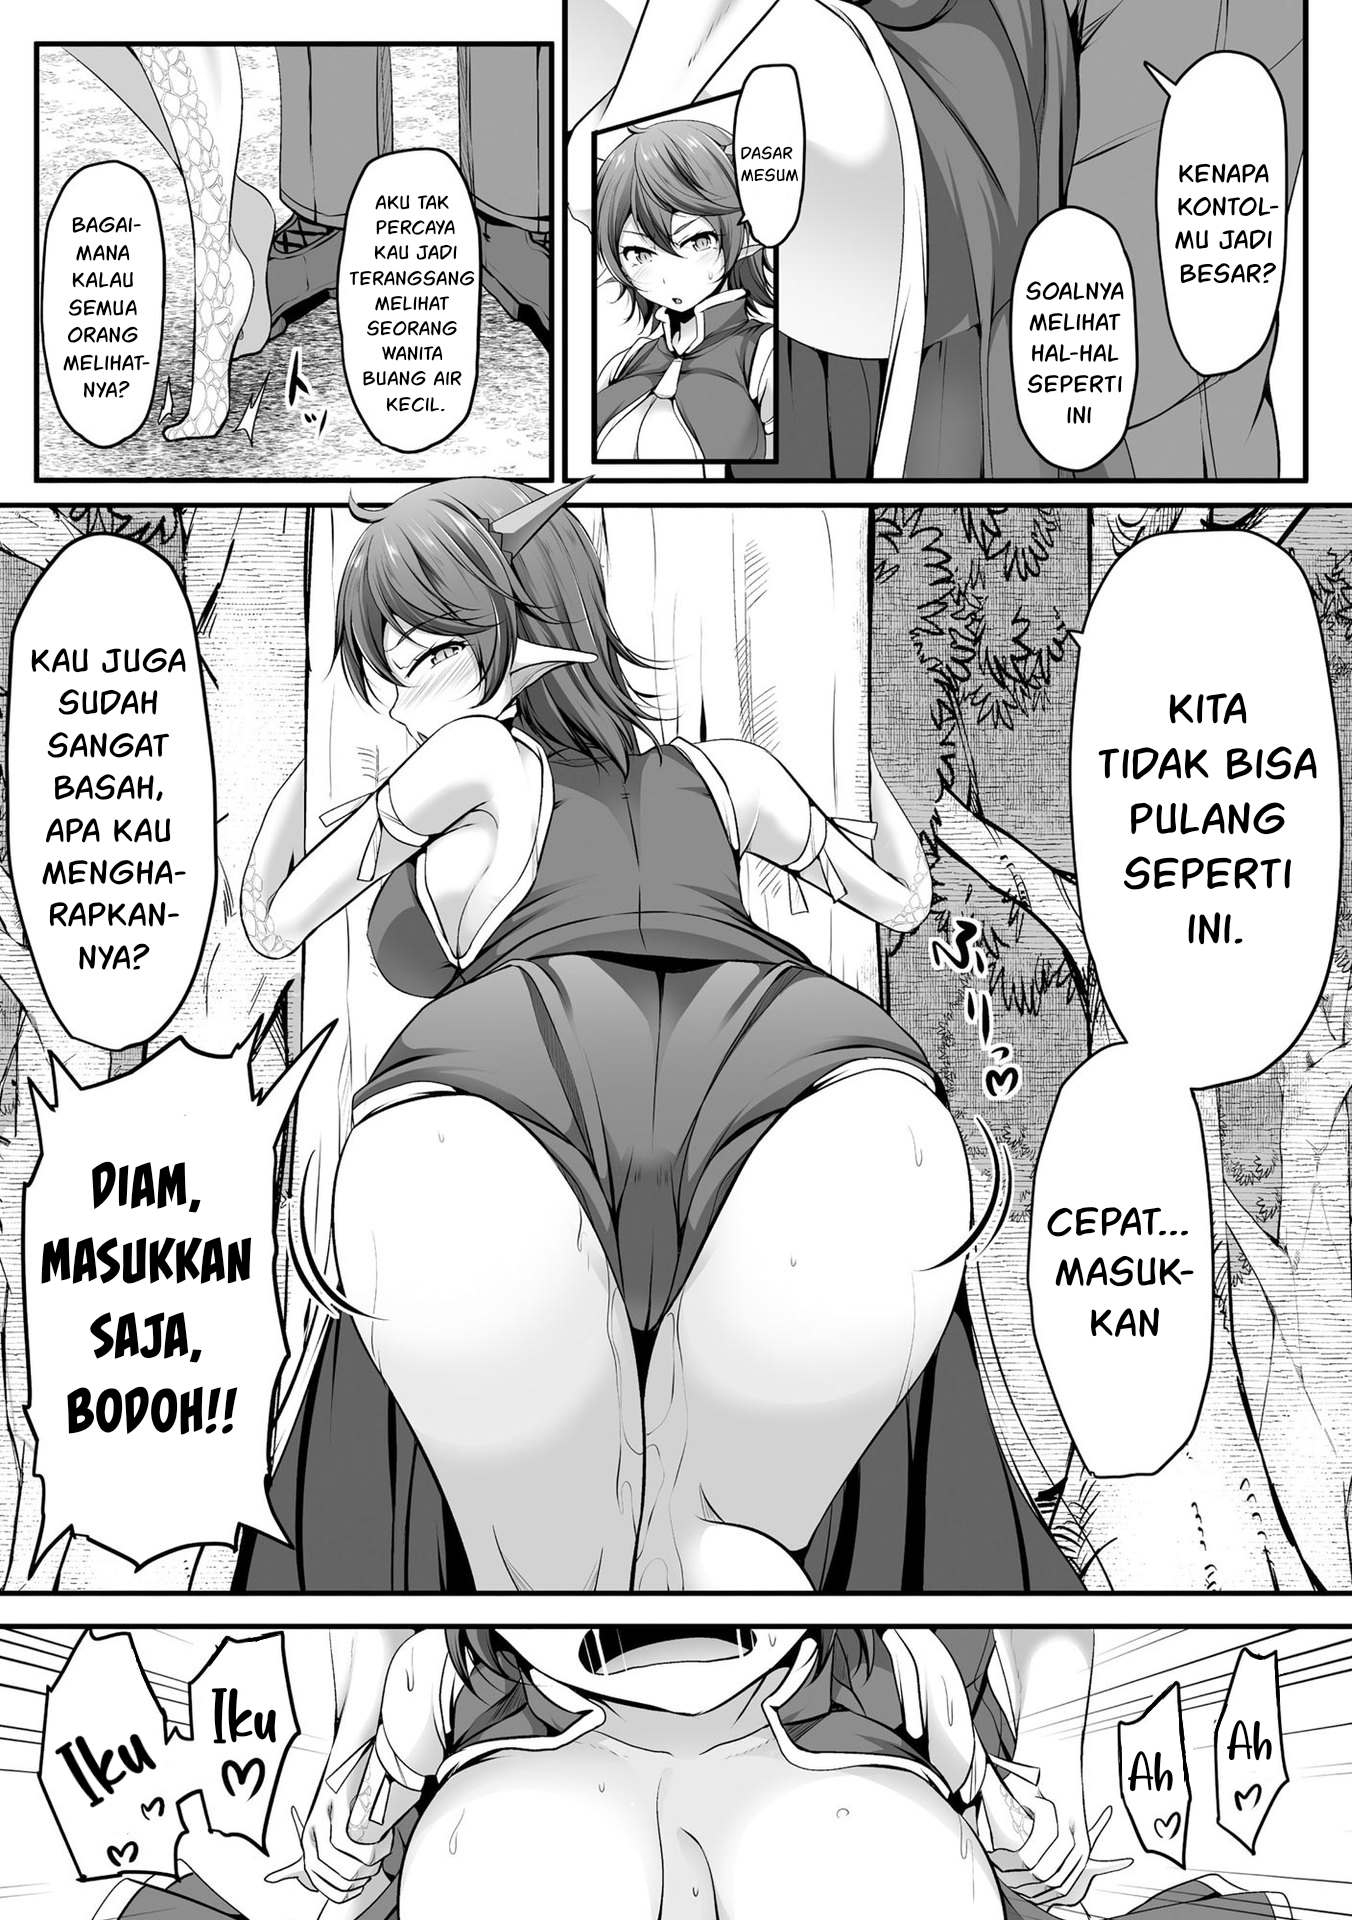 KENAPA
KONTOL-
MU JADI
BESAR?
SOALNYA
MELIHAT
HAL-HAL
SEPERTI
INI
DASAR
MESUM
AKU TAK
PERCAYA
KAU JADI
TERANGSANG
MELIHAT
SEORANG
WANITA
BUANG AIR
KECIL.
トッ
BAGAI-
MANA
KALAU
SEMUA
ORANG
MELIHAT-
NYA?
KITA
TIDAK BISA
PULANG
SEPERTI
INI.
CEPAT...
MASUK-
KAN
ふりっ♡
KAU JUGA
SUDAH
SANGAT
BASAH,
APA KAU
MENGHA-
RAPKAN-
NYA?
DIAM,
MASUKKAN
SAJA,
BODOH!!
Ah
♡
Ah
♡
Iku
♡
Iku
♡